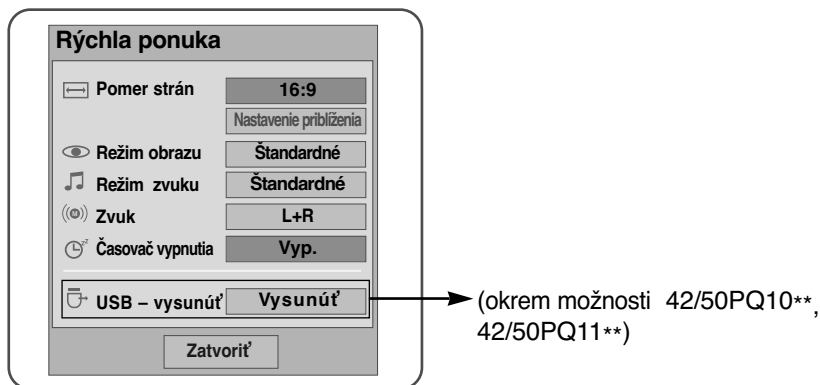 Rýchla ponuka
Pomer strán 16:9
Nastavenie priblíženia
Režim obrazu Štandardné
Režim zvuku Štandardné
Zvuk L+R
Časovač vypnutia Vyp.
USB – vysunúť Vysunúť
(okrem možnosti 42/50PQ10**,
42/50PQ11**)
Zatvoriť